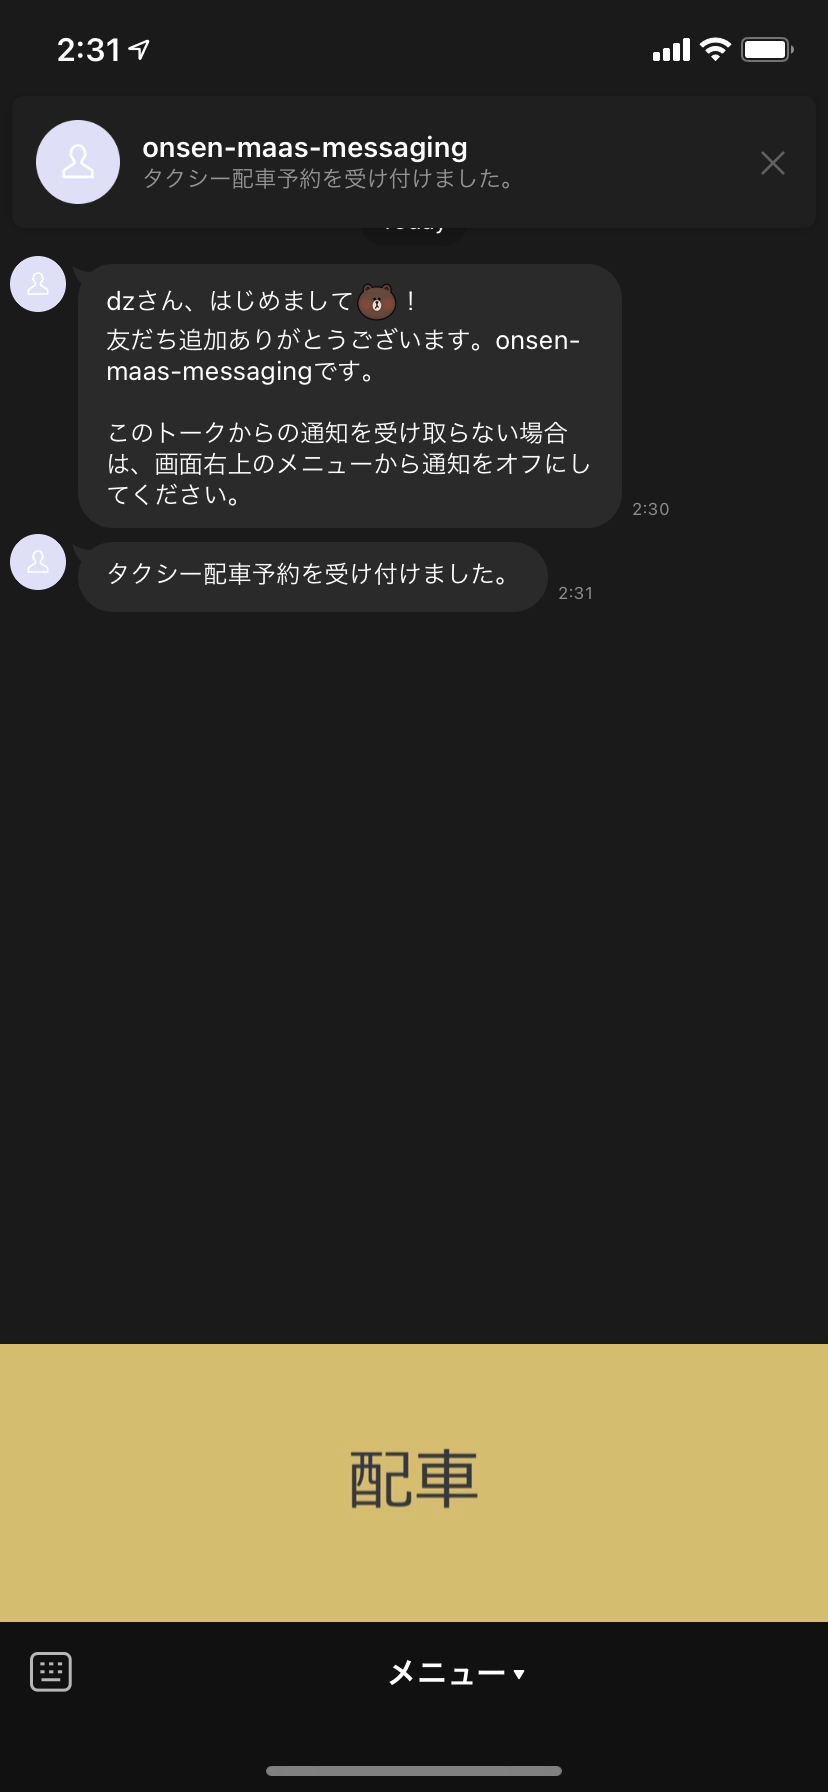 2:31
onsen-maas-messaging
タクシー配車予約を受け付けました。
Today
dzさん、はじめまして！
友だち追加ありがとうございます。onsen-
maas-messagingです。
このトークからの通知を受け取らない場合
は、画面右上のメニューから通知をオフにし
てください。
2:30
タクシー配車予約を受け付けました。
2:31
配車
メニュー▼